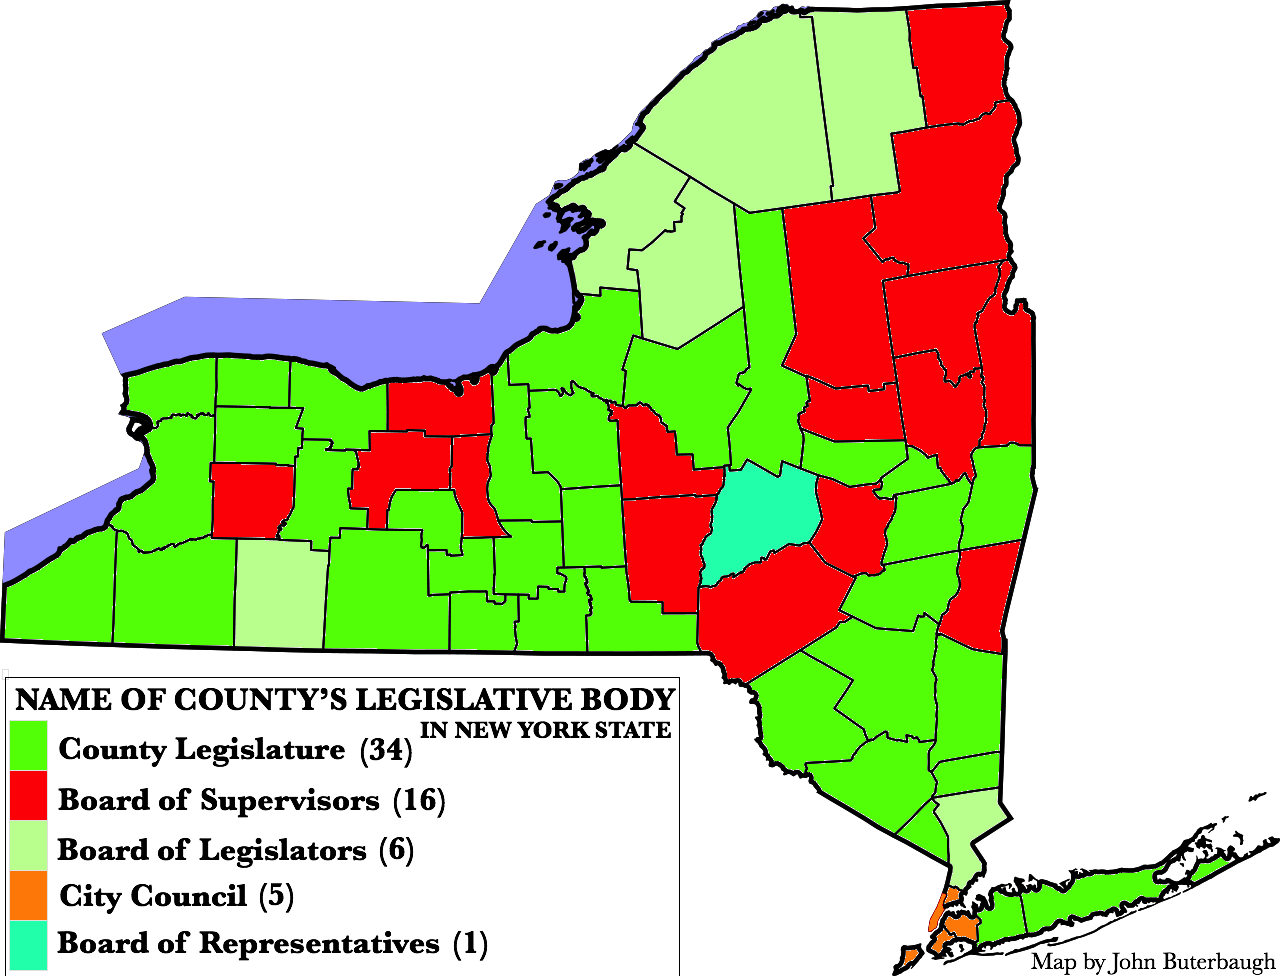 NAME OF COUNTY’S LEGISLATIVE BODY
IN NEW YORK STATE
County Legislature (34)
Board of Supervisors (16)
Board of Legislators (6)
City Council (5)
Board of Representatives (1)
Map by John Buterbaugh